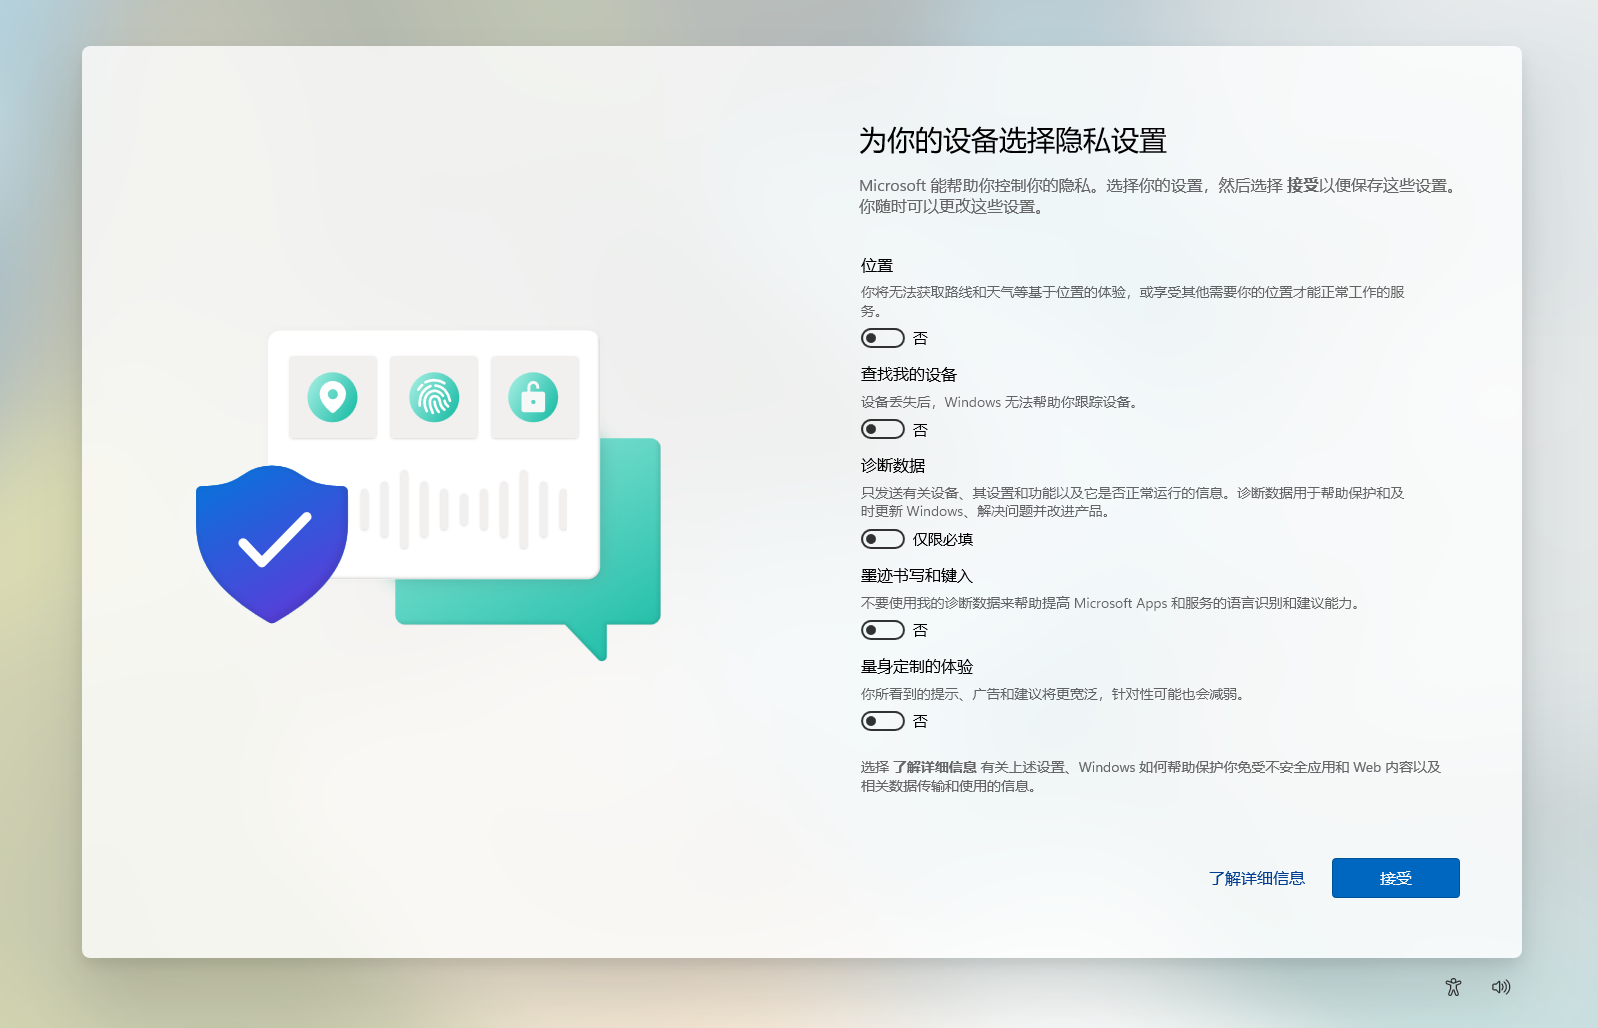 为你的设备选择隐私设置
Microsoft 能帮助你控制你的隐私。选择你的设置，然后选择 接受以便保存这些设置。
你随时可以更改这些设置。
位置
你将无法获取路线和天气等基于位置的体验，或享受其他需要你的位置才能正常工作的服
务。
否
查找我的设备
设备丢失后，Windows 无法帮助你跟踪设备。
否
诊断数据
只发送有关设备、其设置和功能以及它是否正常运行的信息。诊断数据用于帮助保护和及
时更新 Windows、解决问题并改进产品。
仅限必填
墨迹书写和键入
不要使用我的诊断数据来帮助提高 Microsoft Apps 和服务的语言识别和建议能力。
否
量身定制的体验
你所看到的提示、广告和建议将更宽泛，针对性可能也会减弱。
否
选择 了解详细信息 有关上述设置、Windows 如何帮助保护你免受不安全应用和 Web 内容以及
相关数据传输和使用的信息。
了解详细信息
接受